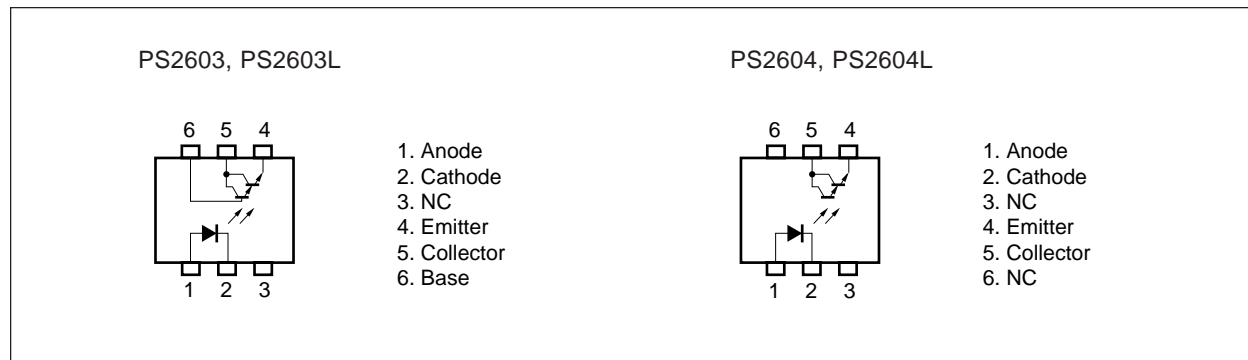 PS2603, PS2603L
6 5 4
1 2 3
1. Anode
2. Cathode
3. NC
4. Emitter
5. Collector
6. Base
PS2604, PS2604L
6 5 4
1 2 3
1. Anode
2. Cathode
3. NC
4. Emitter
5. Collector
6. NC